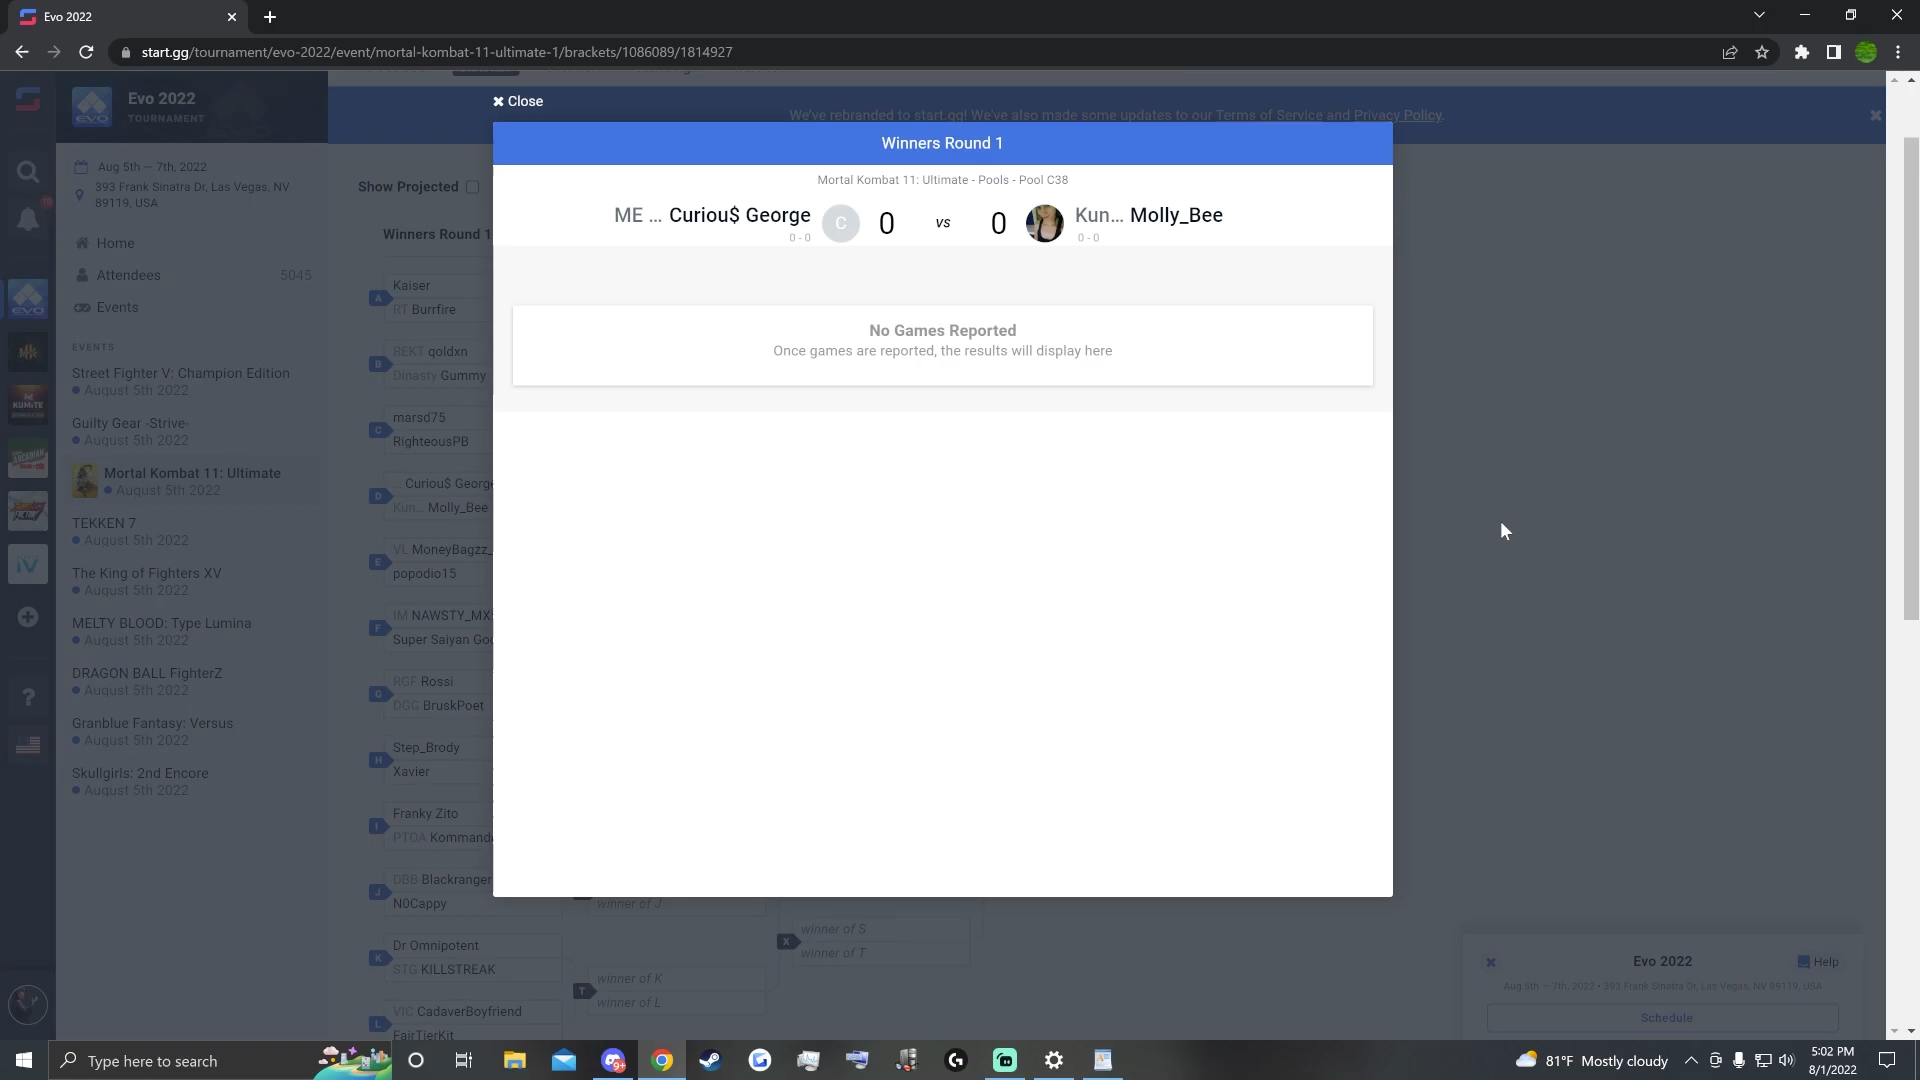 Evo 2022
start.gg/tournament/evo-2022/event/mortal-kombat-11-ultimate-1/brackets/1086089/1814927
Evo 2022
TOURNAMENT
EVO
We've rebranded to start.gg! We've also made some updates to our Terms of Service and Privacy Policy.
Close
Aug 5th — 7th, 2022
393 Frank Sinatra Dr, Las Vegas, NV
89119, USA
Home
Attendees 5045
Events
EVENTS
Street Fighter V: Champion Edition
August 5th 2022
Guilty Gear -Strive-
August 5th 2022
Mortal Kombat 11: Ultimate
August 5th 2022
TEKKEN 7
August 5th 2022
The King of Fighters XV
August 5th 2022
MELTY BLOOD: Type Lumina
August 5th 2022
DRAGON BALL FighterZ
August 5th 2022
Granblue Fantasy: Versus
August 5th 2022
Skullgirls: 2nd Encore
August 5th 2022
EVO
KUMITE
Show Projected
Winners Round 1
A
Kaiser
RT Burrfire
B
REKT qoldxn
Dinasty Gummy
C
marsd75
RighteousPB
D
... Curiou$ George
Kun... Molly_Bee
E
VL MoneyBagzz_
popodio15
F
IM NAWSTY_MX
Super Saiyan Go
G
RGF Rossi
DGG BruskPoet
H
Step_Brody
Xavier
I
Franky Zito
PTOA Kommand
J
DBB Blackranger
N0Cappy
K
Dr Omnipotent
STG KILLSTREAK
L
VIC CadaverBoyfriend
FairTierKit
winner of J
T
winner of K
winner of L
X
winner of S
winner of T
Winners Round 1
Mortal Kombat 11: Ultimate - Pools - Pool C38
ME ... Curiou$ George C 0 vs 0 Kun... Molly_Bee
0 - 0 0 - 0
No Games Reported
Once games are reported, the results will display here
Evo 2022 Help
Aug 5th — 7th, 2022 • 393 Frank Sinatra Dr, Las Vegas, NV 89119, USA
Schedule
Type here to search
9+
81°F Mostly cloudy
5:02 PM
8/1/2022